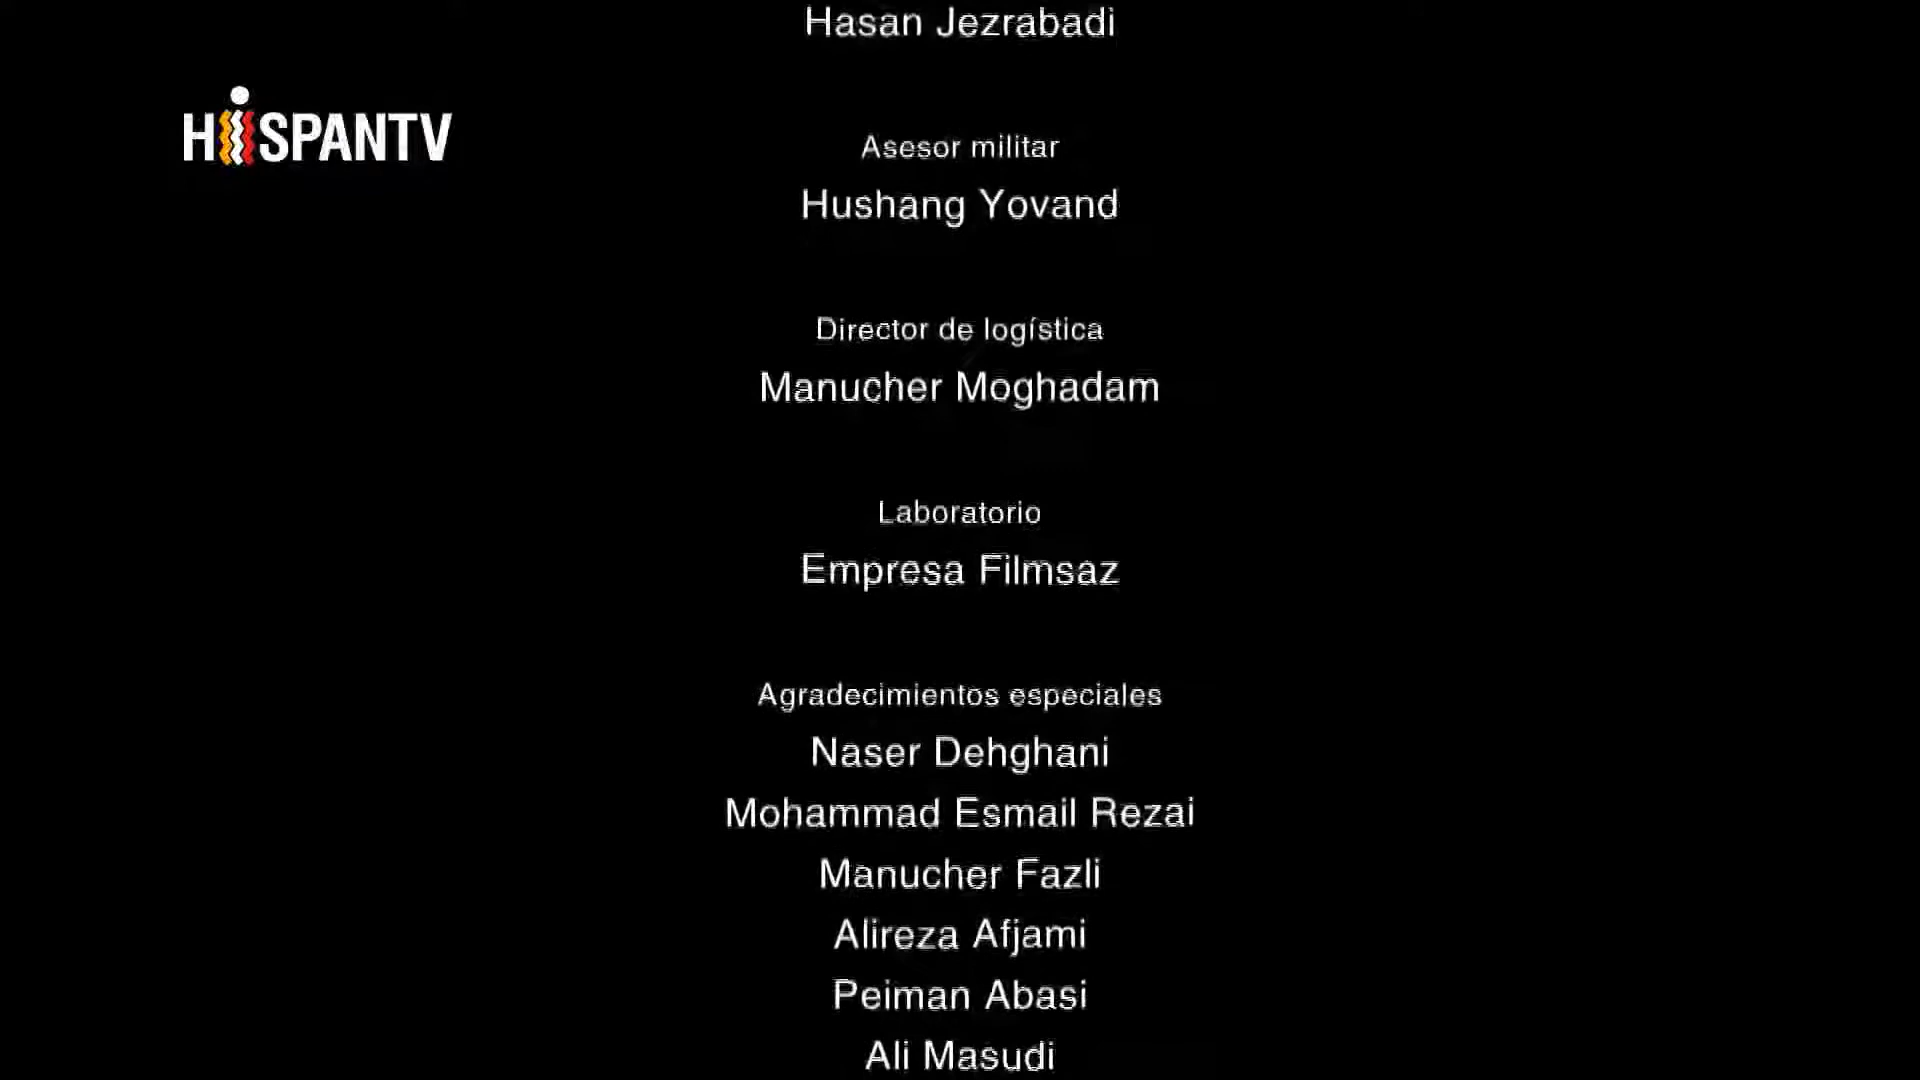 Hasan Jezrabadi
HISPANTV
Asesor militar
Hushang Yovand
Director de logística
Manucher Moghadam
Laboratorio
Empresa Filmsaz
Agradecimientos especiales
Naser Dehghani
Mohammad Esmail Rezai
Manucher Fazli
Alireza Afjami
Peiman Abasi
Ali Masudi